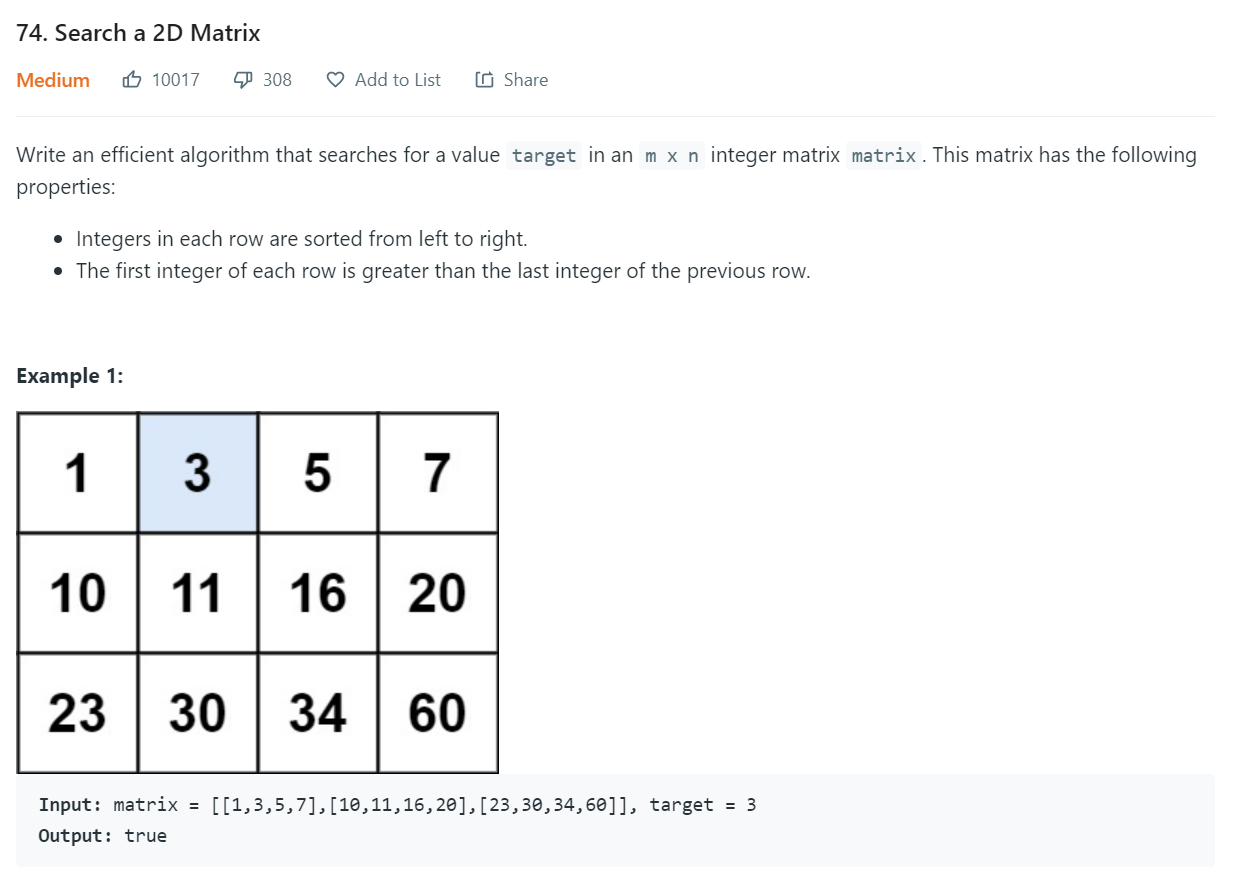 74. Search a 2D Matrix
Medium 10017 308 Add to List Share
Write an efficient algorithm that searches for a value target in an m x n integer matrix matrix. This matrix has the following
properties:
• Integers in each row are sorted from left to right.
• The first integer of each row is greater than the last integer of the previous row.
Example 1:
1 3 5 7
10 11 16 20
23 30 34 60
Input: matrix = [[1,3,5,7],[10,11,16,20],[23,30,34,60]], target = 3
Output: true